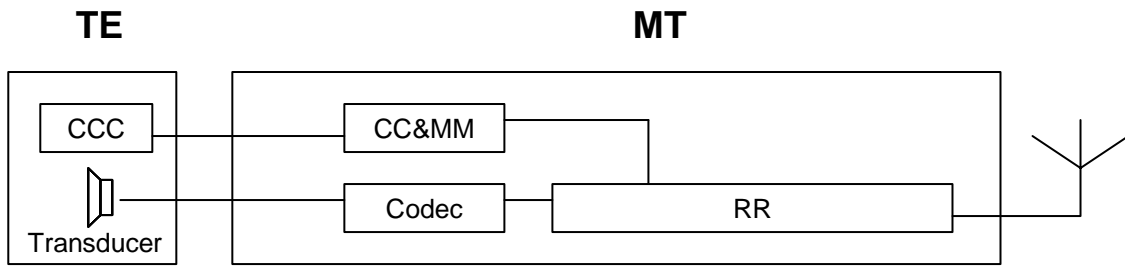 TE
MT
CCC
CC&MM
Codec
RR
Transducer